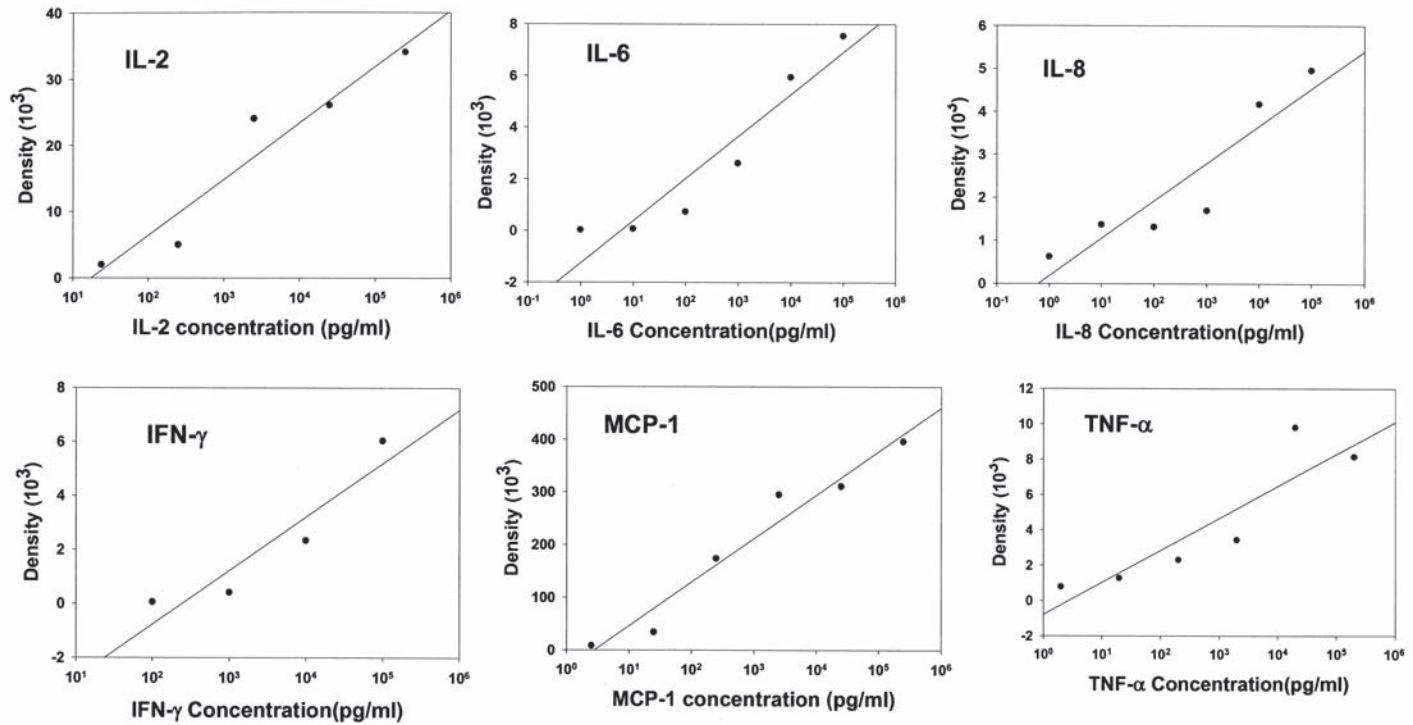 IL-2
Density (10³)
40
30
20
10
0
10¹ 10² 10³ 10⁴ 10⁵ 10⁶
IL-2 concentration (pg/ml)
IL-6
Density (10³)
8
6
4
2
0
-2
10⁻¹ 10⁰ 10¹ 10² 10³ 10⁴ 10⁵ 10⁶
IL-6 Concentration(pg/ml)
IL-8
Density (10³)
6
5
4
3
2
1
0
10⁻¹ 10⁰ 10¹ 10² 10³ 10⁴ 10⁵ 10⁶
IL-8 Concentration(pg/ml)
IFN-γ
Density (10³)
8
6
4
2
0
-2
10¹ 10² 10³ 10⁴ 10⁵ 10⁶
IFN-γ Concentration(pg/ml)
MCP-1
Density (10³)
500
400
300
200
100
0
10⁰ 10¹ 10² 10³ 10⁴ 10⁵ 10⁶
MCP-1 concentration (pg/ml)
TNF-α
Density (10³)
12
10
8
6
4
2
0
-2
10⁰ 10¹ 10² 10³ 10⁴ 10⁵ 10⁶
TNF-α Concentration(pg/ml)